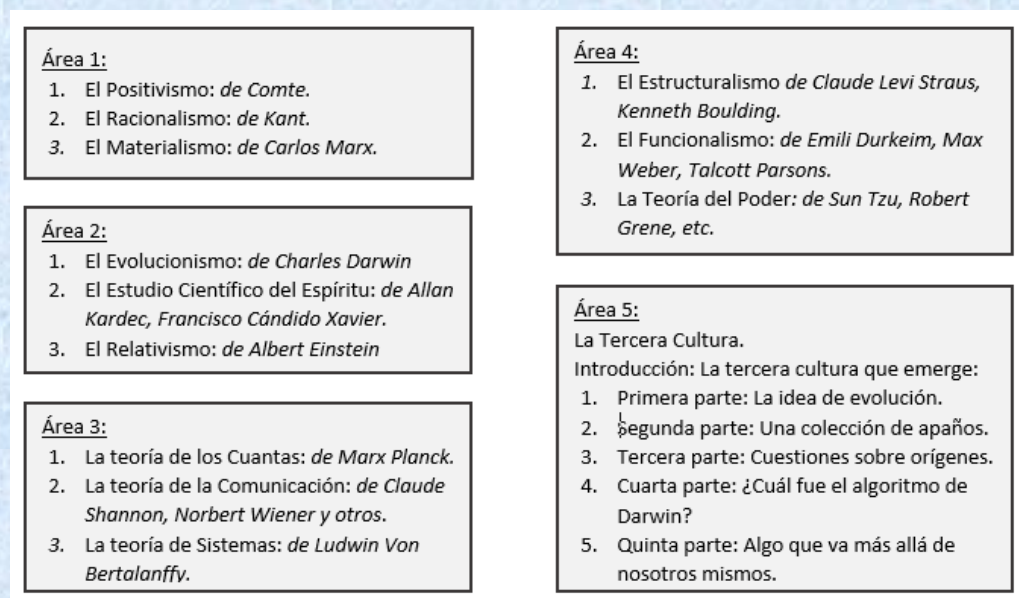 Área 1:
1. El Positivismo: de Comte.
2. El Racionalismo: de Kant.
3. El Materialismo: de Carlos Marx.
Área 2:
1. El Evolucionismo: de Charles Darwin
2. El Estudio Científico del Espíritu: de Allan
Kardec, Francisco Cándido Xavier.
3. El Relativismo: de Albert Einstein
Área 3:
1. La teoría de los Cuantas: de Marx Planck.
2. La teoría de la Comunicación: de Claude
Shannon, Norbert Wiener y otros.
3. La teoría de Sistemas: de Ludwin Von
Bertalanffy.
Área 4:
1. El Estructuralismo de Claude Levi Straus,
Kenneth Boulding.
2. El Funcionalismo: de Emili Durkeim, Max
Weber, Talcott Parsons.
3. La Teoría del Poder: de Sun Tzu, Robert
Grene, etc.
Área 5:
La Tercera Cultura.
Introducción: La tercera cultura que emerge:
1. Primera parte: La idea de evolución.
2. Segunda parte: Una colección de apaños.
3. Tercera parte: Cuestiones sobre orígenes.
4. Cuarta parte: ¿Cuál fue el algoritmo de
Darwin?
5. Quinta parte: Algo que va más allá de
nosotros mismos.